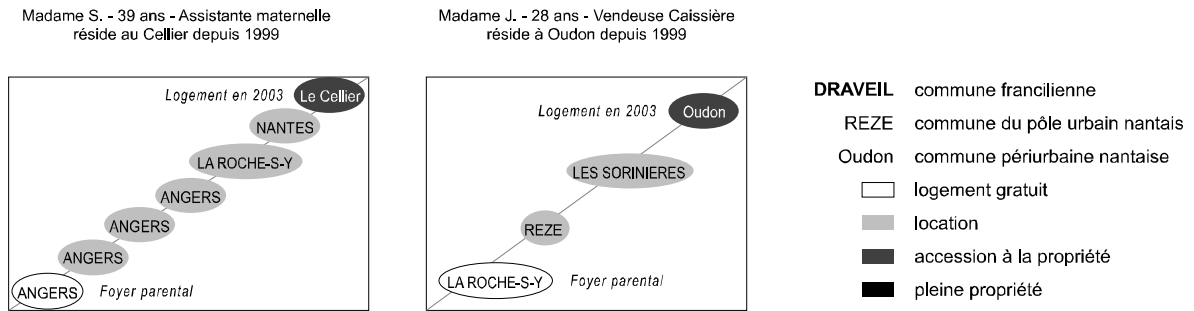 Madame S. - 39 ans - Assistante maternelle
réside au Cellier depuis 1999
Logement en 2003
Le Cellier
NANTES
LA ROCHE-S-Y
ANGERS
ANGERS
ANGERS
ANGERS
Foyer parental
Madame J. - 28 ans - Vendeuse Caissière
réside à Oudon depuis 1999
Logement en 2003
Oudon
LES SORINIERES
REZE
LA ROCHE-S-Y
Foyer parental
DRAVEIL commune francilienne
REZE commune du pôle urbain nantais
Oudon commune périurbaine nantaise
logement gratuit
location
accession à la propriété
pleine propriété